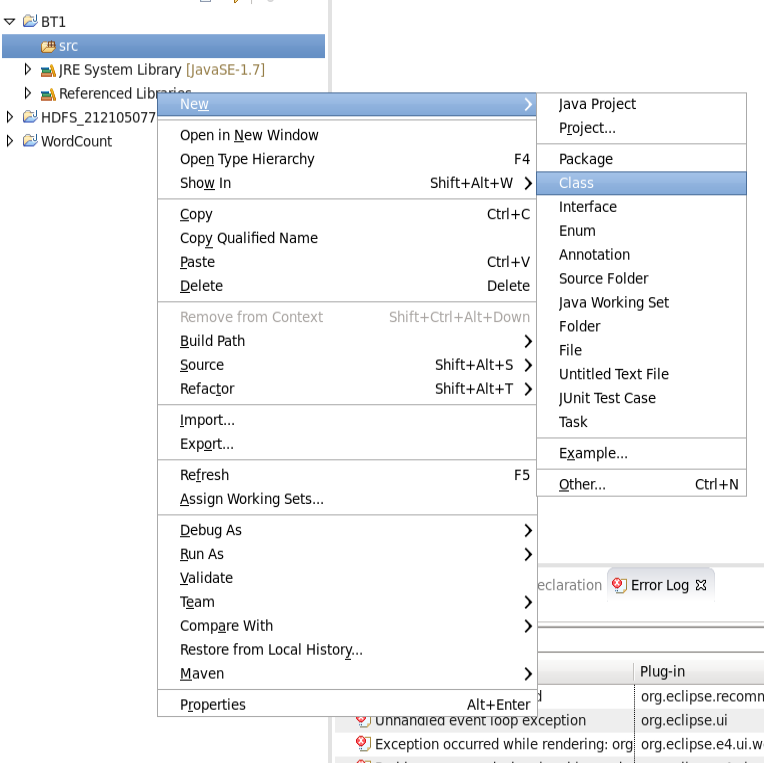 BT1
src
JRE System Library [JavaSE-1.7]
Referenced Libraries
HDFS_212105077
WordCount
New
Open in New Window
Open Type Hierarchy F4
Show In Shift+Alt+W
Copy Ctrl+C
Copy Qualified Name
Paste Ctrl+V
Delete Delete
Remove from Context Shift+Ctrl+Alt+Down
Build Path
Source Shift+Alt+S
Refactor Shift+Alt+T
Import...
Export...
Refresh F5
Assign Working Sets...
Debug As
Run As
Validate
Team
Compare With
Restore from Local History...
Maven
Properties Alt+Enter
Java Project
Project...
Package
Class
Interface
Enum
Annotation
Source Folder
Java Working Set
Folder
File
Untitled Text File
JUnit Test Case
Task
Example...
Other... Ctrl+N
eclaration Error Log
Plug-in
d org.eclipse.recomm
Unhandled event loop exception org.eclipse.ui
Exception occurred while rendering: org org.eclipse.e4.ui.w